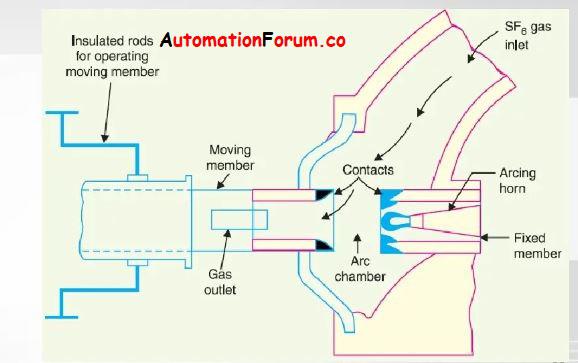 Insulated rods
for operating
moving member
AutomationForum.co
SF6 gas
inlet
Moving
member
Contacts
Arcing
horn
Gas
outlet
Arc
chamber
Fixed
member